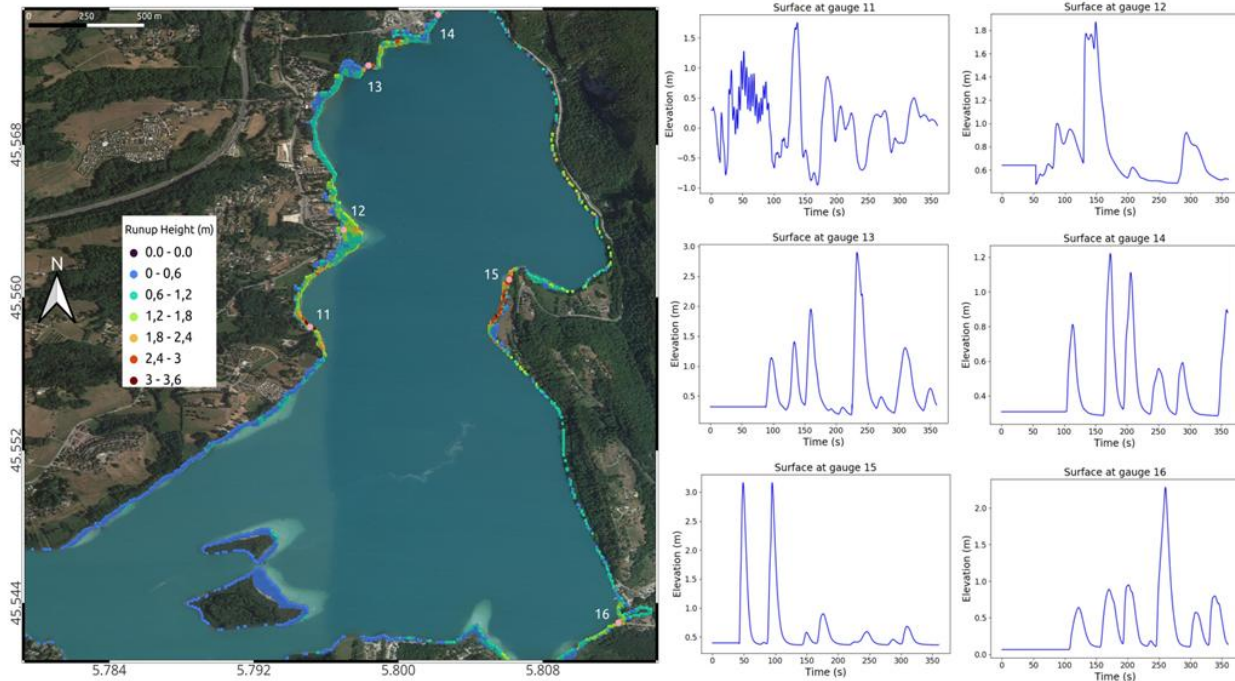 0 250 500 m
14
13
12
15
11
16
N
Runup Height (m)
0.0 - 0.0
0 - 0,6
0,6 - 1,2
1,2 - 1,8
1,8 - 2,4
2,4 - 3
3 - 3,6
45.568
45.560
45.552
45.544
5.784 5.792 5.800 5.808
Surface at gauge 11
Elevation (m)
1.5
1.0
0.5
0.0
−0.5
−1.0
0 50 100 150 200 250 300 350
Time (s)
Surface at gauge 12
Elevation (m)
1.8
1.6
1.4
1.2
1.0
0.8
0.6
0 50 100 150 200 250 300 350
Time (s)
Surface at gauge 13
Elevation (m)
3.0
2.5
2.0
1.5
1.0
0.5
0 50 100 150 200 250 300 350
Time (s)
Surface at gauge 14
Elevation (m)
1.2
1.0
0.8
0.6
0.4
0 50 100 150 200 250 300 350
Time (s)
Surface at gauge 15
Elevation (m)
3.0
2.5
2.0
1.5
1.0
0.5
0 50 100 150 200 250 300 350
Time (s)
Surface at gauge 16
Elevation (m)
2.0
1.5
1.0
0.5
0.0
0 50 100 150 200 250 300 350
Time (s)